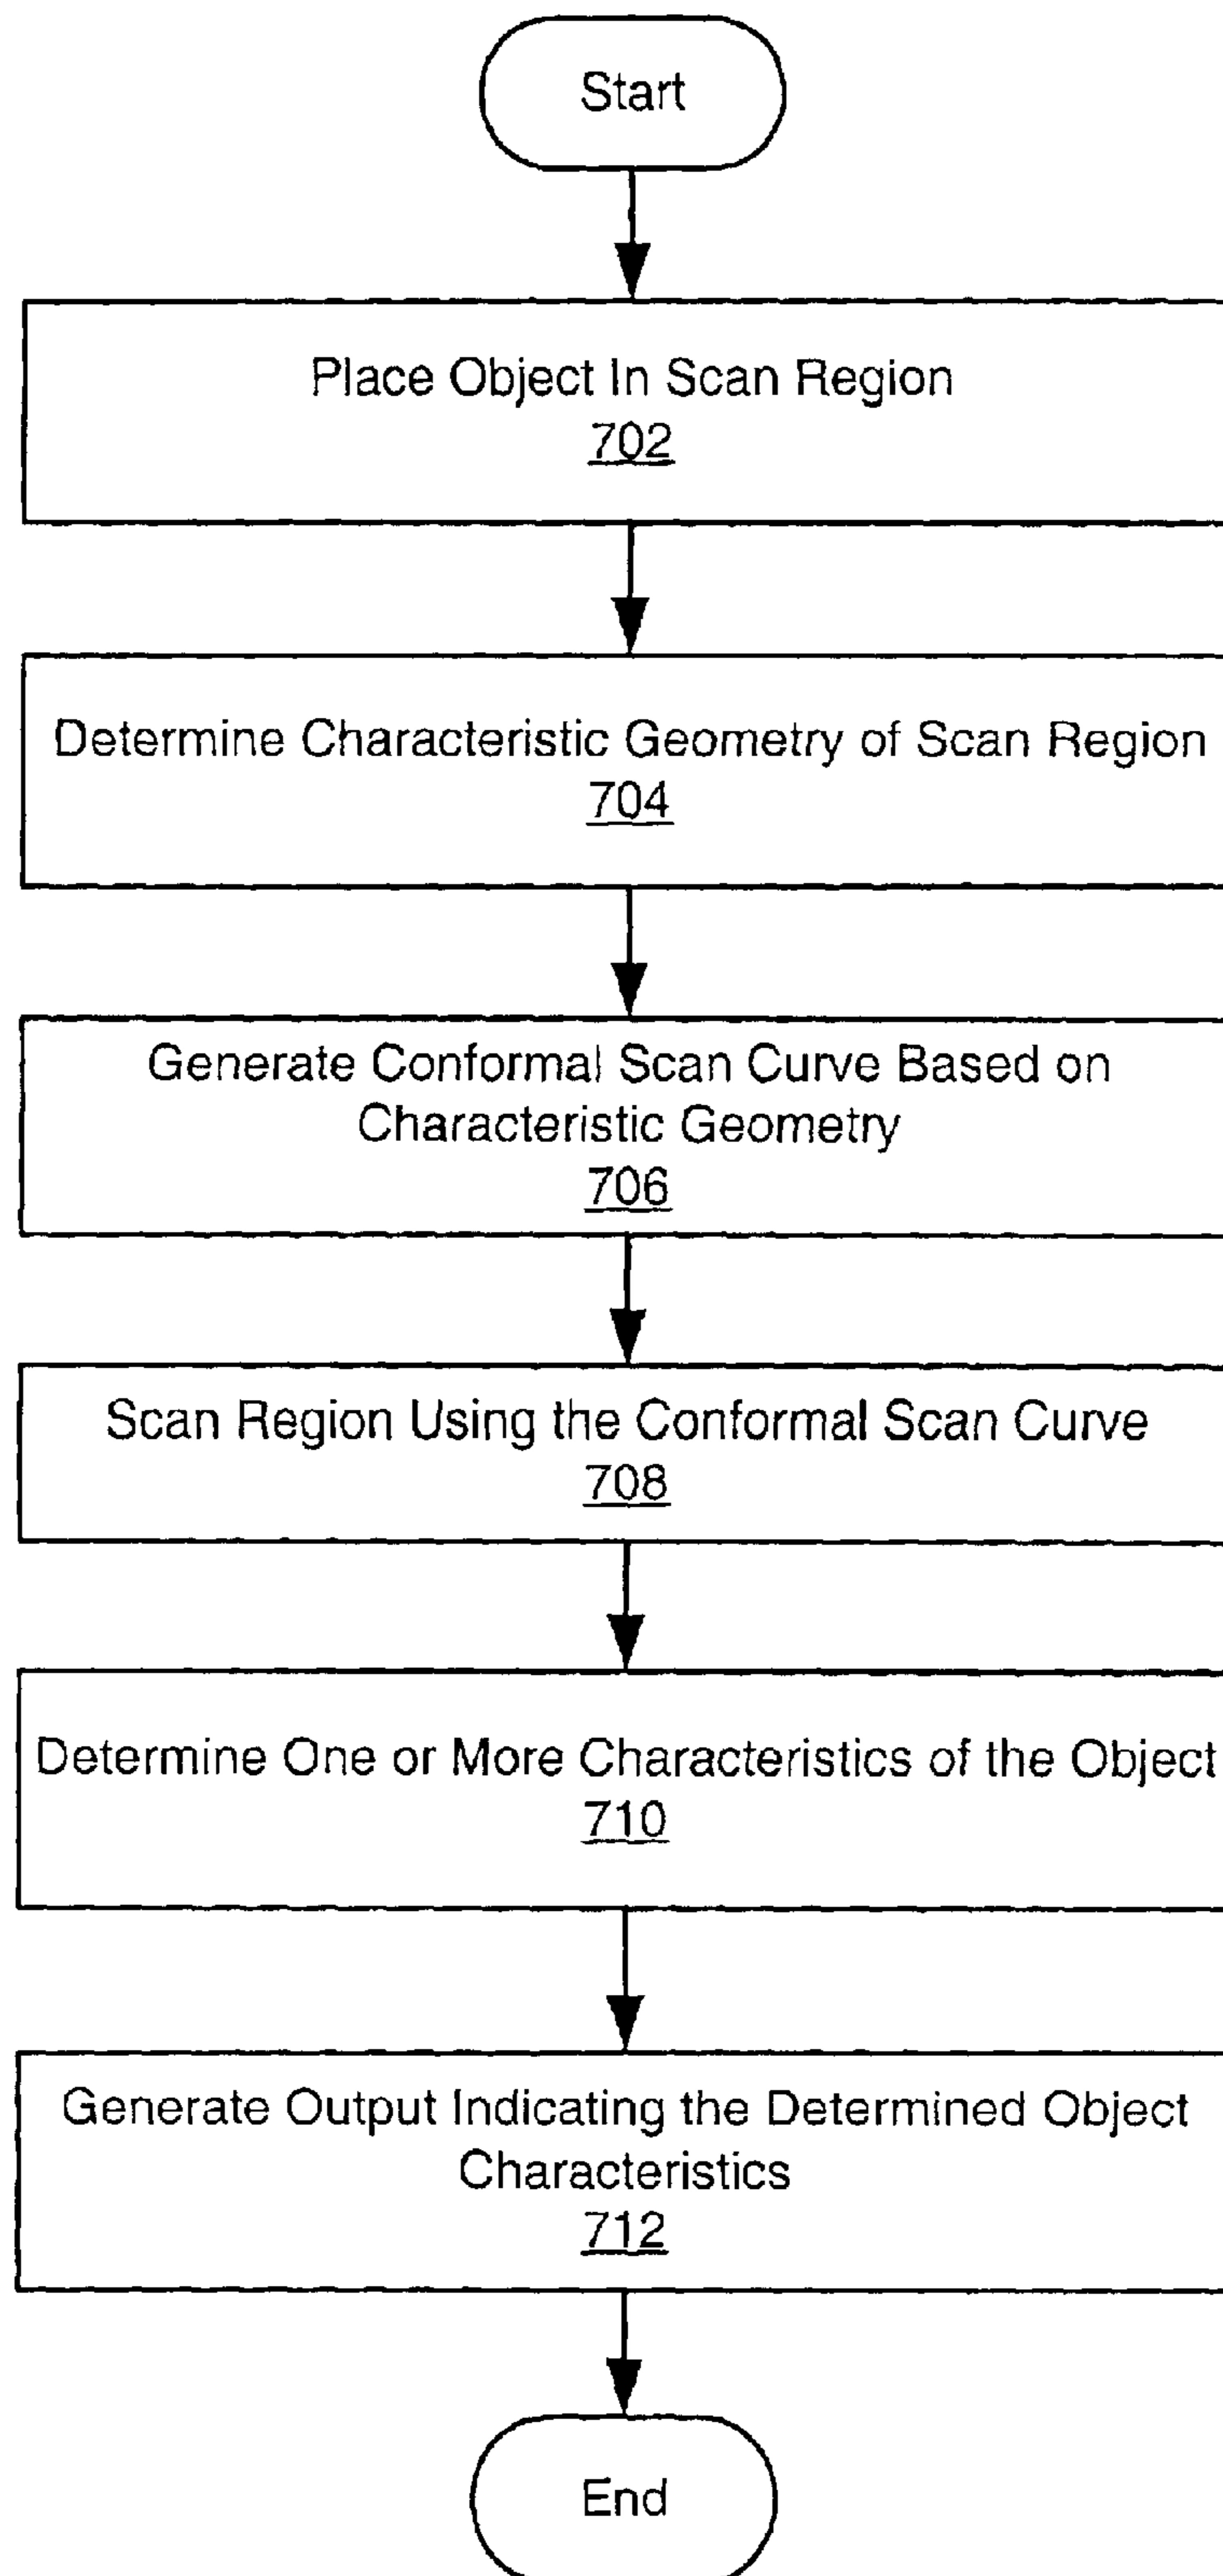 Start
Place Object In Scan Region
702
Determine Characteristic Geometry of Scan Region
704
Generate Conformal Scan Curve Based on
Characteristic Geometry
706
Scan Region Using the Conformal Scan Curve
708
Determine One or More Characteristics of the Object
710
Generate Output Indicating the Determined Object
Characteristics
712
End